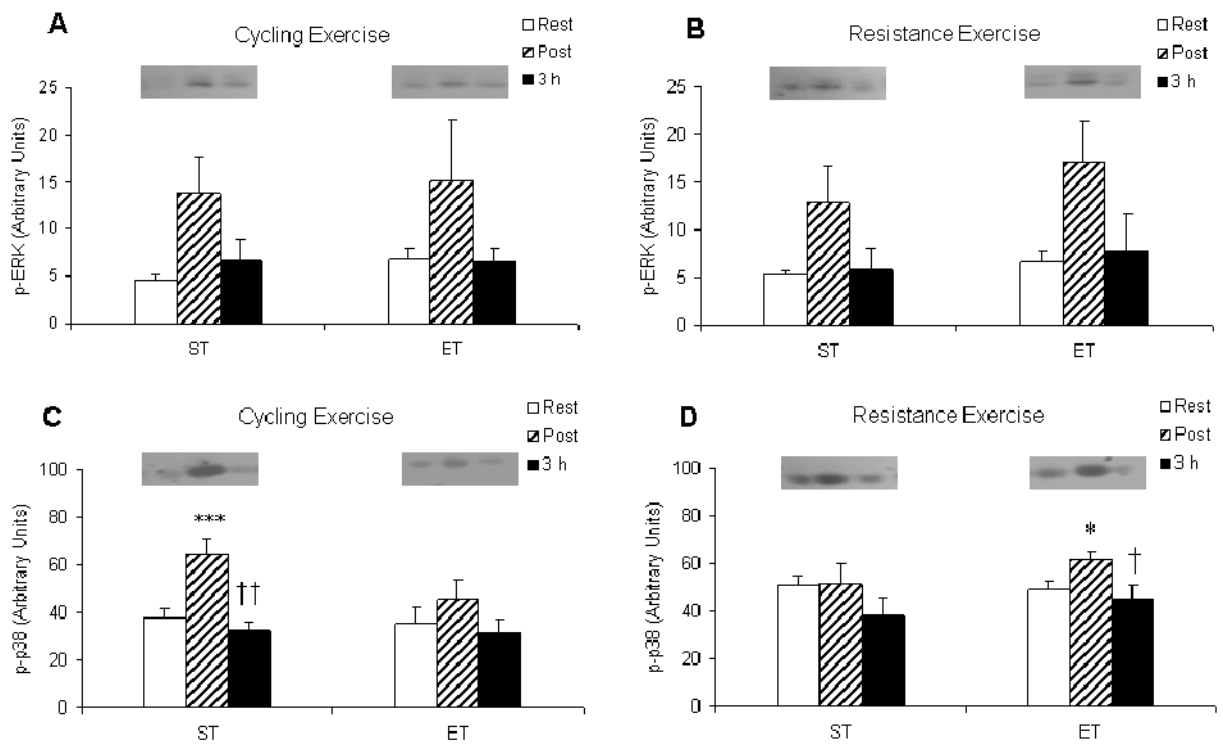 A
Cycling Exercise
Rest
Post
3 h
25
20
15
10
5
0
p-ERK (Arbitrary Units)
ST
ET
B
Resistance Exercise
Rest
Post
3 h
25
20
15
10
5
0
p-ERK (Arbitrary Units)
ST
ET
C
Cycling Exercise
Rest
Post
3 h
100
80
60
40
20
0
p-p38 (Arbitrary Units)
***
††
ST
ET
D
Resistance Exercise
Rest
Post
3 h
100
80
60
40
20
0
p-p38 (Arbitrary Units)
*
†
ST
ET